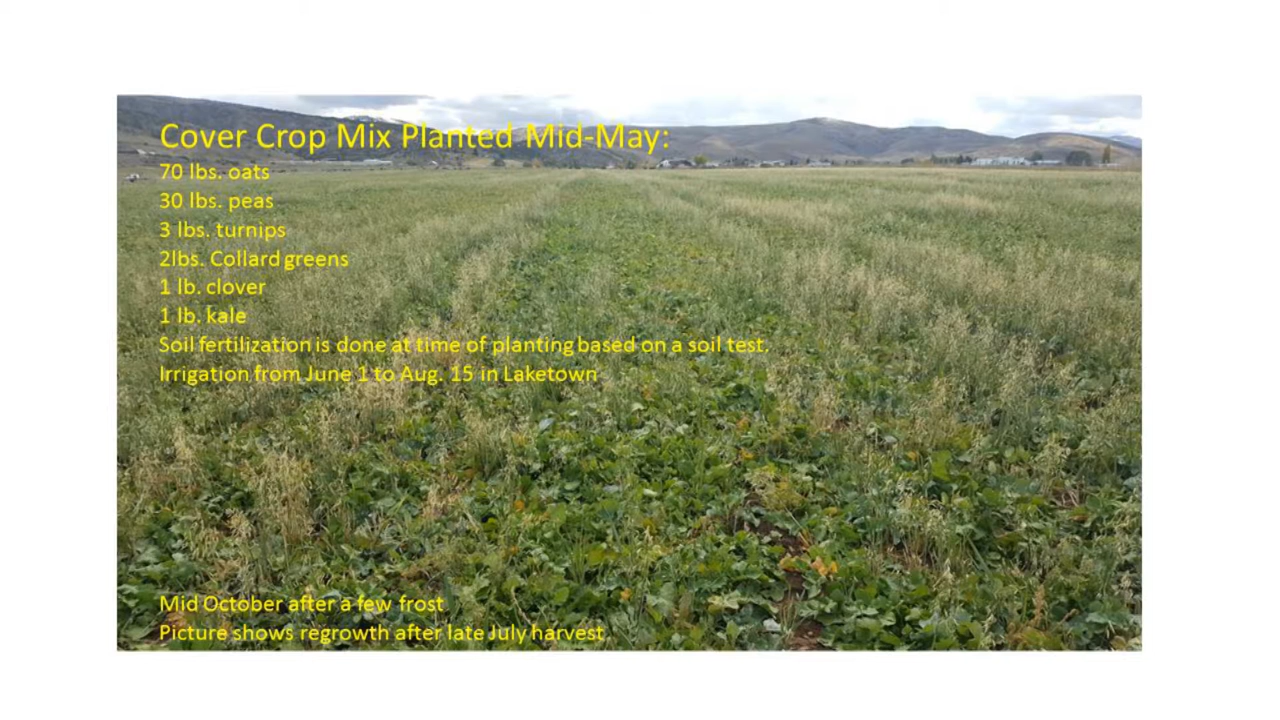 Cover Crop Mix Planted Mid-May:
70 lbs. oats
30 lbs. peas
3 lbs. turnips
2lbs. Collard greens
1 lb. clover
1 lb. kale
Soil fertilization is done at time of planting based on a soil test.
Irrigation from June 1 to Aug. 15 in Laketown
Mid October after a few frost
Picture shows regrowth after late July harvest